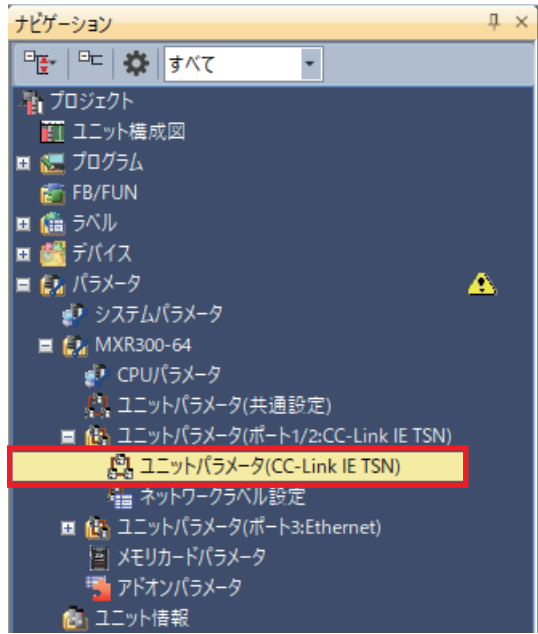 ナビゲーション
すべて
プロジェクト
ユニット構成図
プログラム
FB/FUN
ラベル
デバイス
パラメータ
システムパラメータ
MXR300-64
CPUパラメータ
ユニットパラメータ(共通設定)
ユニットパラメータ(ポート1/2:CC-Link IE TSN)
ユニットパラメータ(CC-Link IE TSN)
ネットワークラベル設定
ユニットパラメータ(ポート3:Ethernet)
メモリカードパラメータ
アドオンパラメータ
ユニット情報